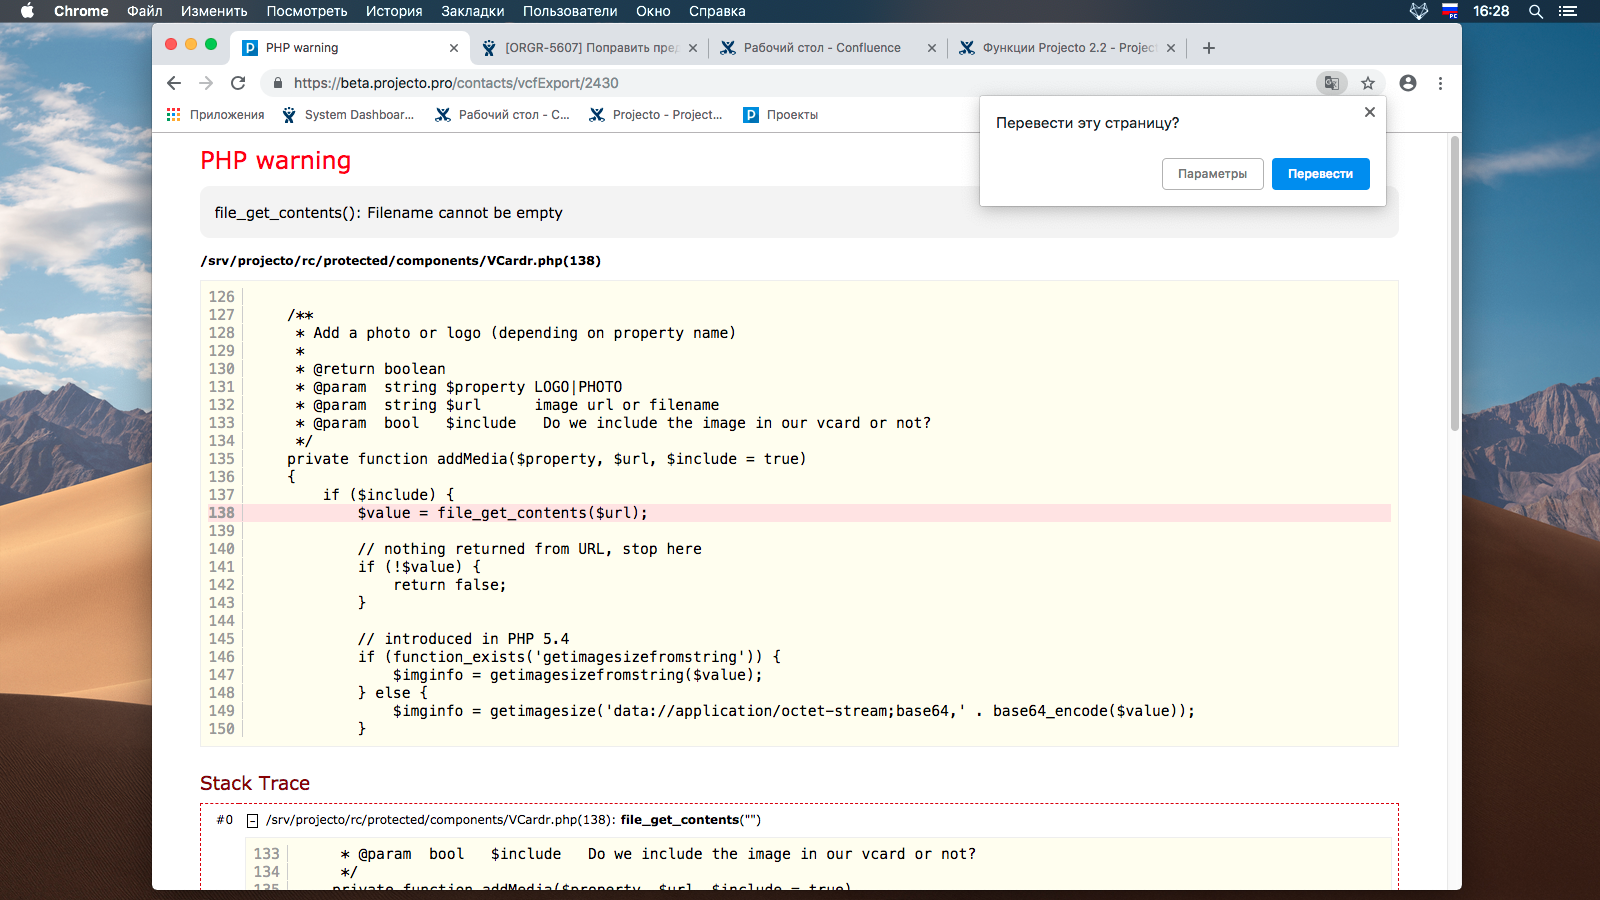 Chrome Файл Изменить Посмотреть История Закладки Пользователи Окно Справка 16:28
PHP warning [ORGR-5607] Поправить пре Рабочий стол - Confluence Функции Projecto 2.2 - Project
https://beta.projecto.pro/contacts/vcfExport/2430
Приложения System Dashboar... Рабочий стол - C... Projecto - Project... Проекты
Перевести эту страницу?
Параметры Перевести
PHP warning
file_get_contents(): Filename cannot be empty
/srv/projecto/rc/protected/components/VCardr.php(138)
126
127 /**
128 * Add a photo or logo (depending on property name)
129 *
130 * @return boolean
131 * @param string $property LOGO|PHOTO
132 * @param string $url image url or filename
133 * @param bool $include Do we include the image in our vcard or not?
134 */
135 private function addMedia($property, $url, $include = true)
136 {
137 if ($include) {
138 $value = file_get_contents($url);
139
140 // nothing returned from URL, stop here
141 if (!$value) {
142 return false;
143 }
144
145 // introduced in PHP 5.4
146 if (function_exists('getimagesizefromstring')) {
147 $imginfo = getimagesizefromstring($value);
148 } else {
149 $imginfo = getimagesize('data://application/octet-stream;base64,' . base64_encode($value));
150 }
Stack Trace
#0 /srv/projecto/rc/protected/components/VCardr.php(138): file_get_contents("")
133 * @param bool $include Do we include the image in our vcard or not?
134 */
135 private function addMedia($property, $url, $include = true)